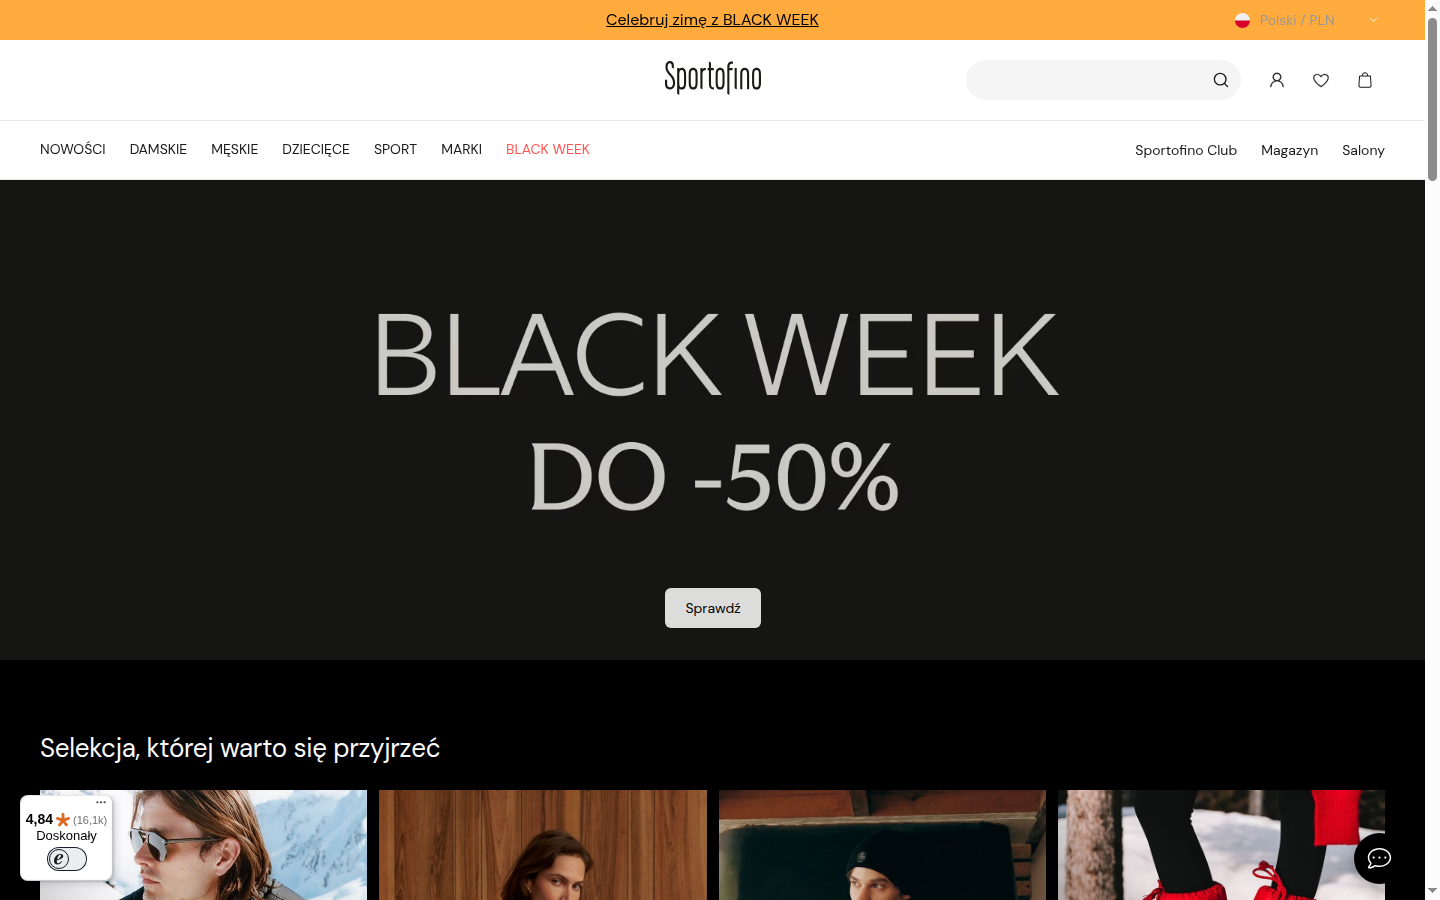 Celebruj zimę z BLACK WEEK
Polski / PLN
Sportofino
NOWOŚCI DAMSKIE MĘSKIE DZIECIĘCE SPORT MARKI BLACK WEEK
Sportofino Club Magazyn Salony
BLACK WEEK
DO -50%
Sprawdź
Selekcja, której warto się przyjrzeć
4,84 (16,1k)
Doskonały